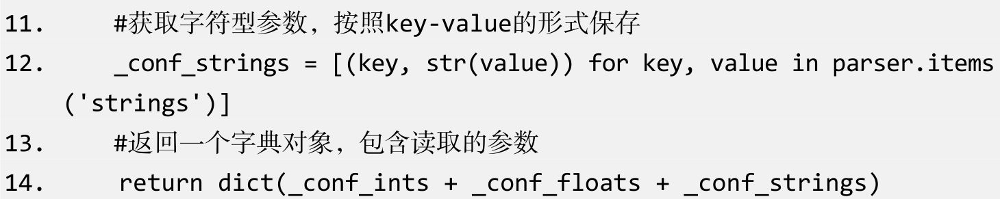 11.     #获取字符型参数，按照key-value的形式保存
12.     _conf_strings = [(key, str(value)) for key, value in parser.items
('strings')]
13.     #返回一个字典对象，包含读取的参数
14.     return dict(_conf_ints + _conf_floats + _conf_strings)